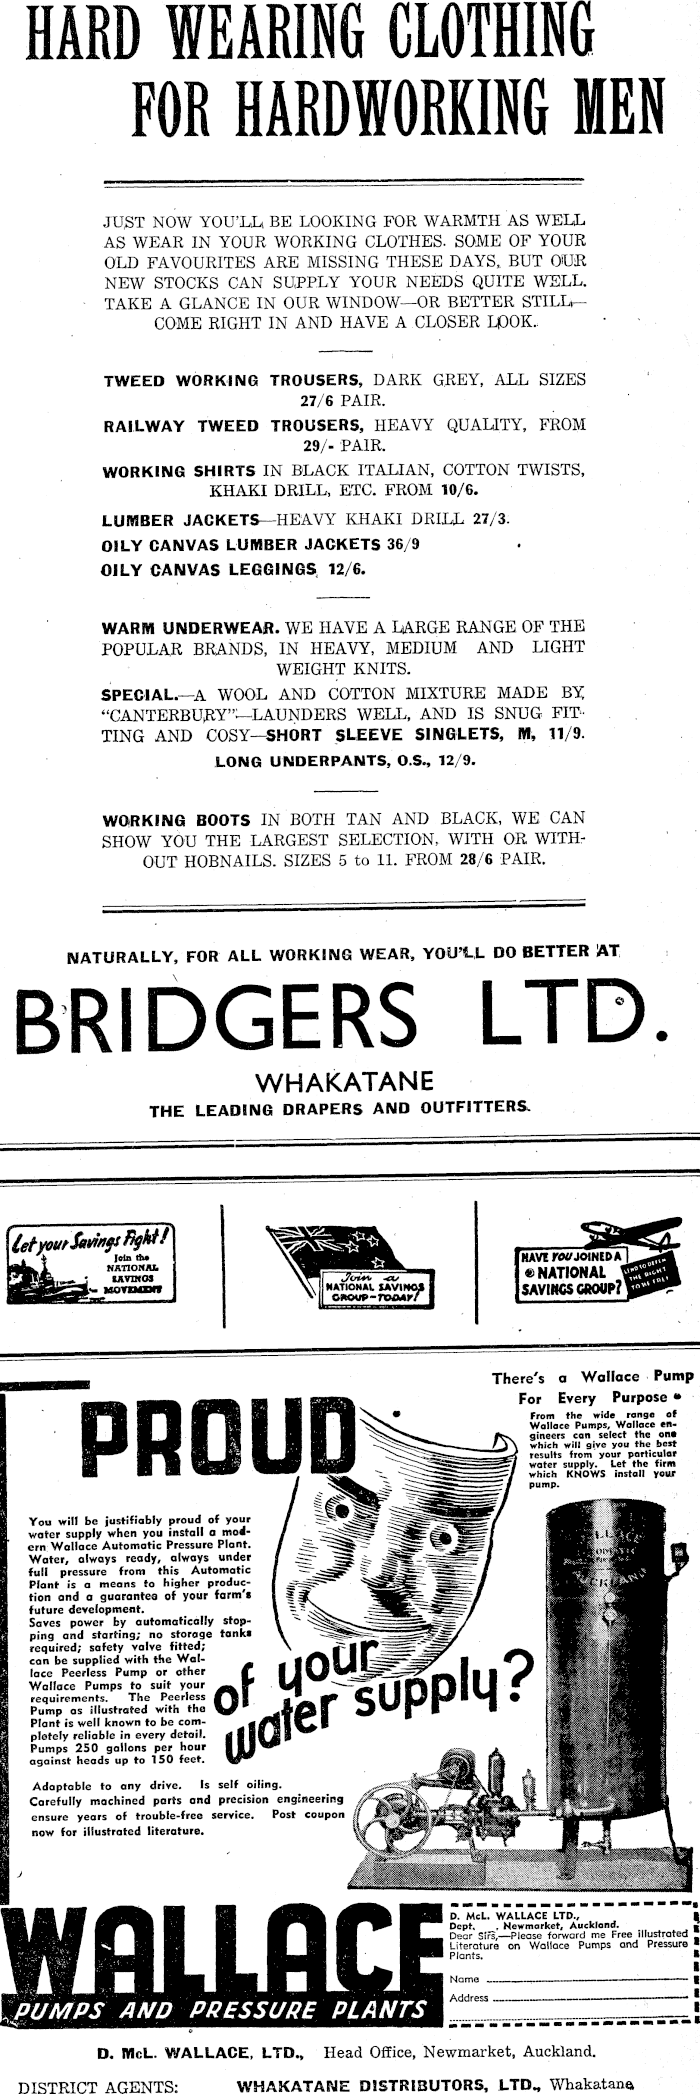 HARD WEARING CLOTHING
FOR HARDWORKING MEN
JUST NOW YOU'LL BE LOOKING FOR WARMTH AS WELL
AS WEAR IN YOUR WORKING CLOTHES. SOME OF YOUR
OLD FAVOURITES ARE MISSING THESE DAYS, BUT OUR
NEW STOCKS CAN SUPPLY YOUR NEEDS QUITE WELL.
TAKE A GLANCE IN OUR WINDOW—OR BETTER STILL—
COME RIGHT IN AND HAVE A CLOSER LOOK.
TWEED WORKING TROUSERS, DARK GREY, ALL SIZES
27/6 PAIR.
RAILWAY TWEED TROUSERS, HEAVY QUALITY, FROM
29/- PAIR.
WORKING SHIRTS IN BLACK ITALIAN, COTTON TWISTS,
KHAKI DRILL, ETC. FROM 10/6.
LUMBER JACKETS—HEAVY KHAKI DRILL 27/3.
OILY CANVAS LUMBER JACKETS 36/9
OILY CANVAS LEGGINGS, 12/6.
WARM UNDERWEAR. WE HAVE A LARGE RANGE OF THE
POPULAR BRANDS, IN HEAVY, MEDIUM AND LIGHT
WEIGHT KNITS.
SPECIAL.—A WOOL AND COTTON MIXTURE MADE BY
"CANTERBURY"—LAUNDERS WELL, AND IS SNUG FIT-
TING AND COSY—SHORT SLEEVE SINGLETS, M, 11/9.
LONG UNDERPANTS, O.S., 12/9.
WORKING BOOTS IN BOTH TAN AND BLACK, WE CAN
SHOW YOU THE LARGEST SELECTION, WITH OR WITH-
OUT HOBNAILS. SIZES 5 to 11. FROM 28/6 PAIR.
NATURALLY, FOR ALL WORKING WEAR, YOU'LL DO BETTER AT
BRIDGERS LTD.
WHAKATANE
THE LEADING DRAPERS AND OUTFITTERS.
Let your Savings Fight!
Join the
NATIONAL
SAVINGS
MOVEMENT
Join a
NATIONAL SAVINGS
GROUP—TODAY!
HAVE YOU JOINED A
NATIONAL
SAVINGS GROUP?
LEND TO DEFEND
THE RIGHT
TO BE FREE
There's a Wallace Pump
For Every Purpose
From the wide range of
Wallace Pumps, Wallace en-
gineers can select the one
which will give you the best
results from your particular
water supply. Let the firm
which KNOWS install your
pump.
PROUD
of your
water supply?
You will be justifiably proud of your
water supply when you install a mod-
ern Wallace Automatic Pressure Plant.
Water, always ready, always under
full pressure from this Automatic
Plant is a means to higher produc-
tion and a guarantee of your farm's
future development.
Saves power by automatically stop-
ping and starting; no storage tanks
required; safety valve fitted;
can be supplied with the Wal-
lace Peerless Pump or other
Wallace Pumps to suit your
requirements. The Peerless
Pump as illustrated with the
Plant is well known to be com-
pletely reliable in every detail.
Pumps 250 gallons per hour
against heads up to 150 feet.
Adaptable to any drive. Is self oiling.
Carefully machined parts and precision engineering
ensure years of trouble-free service. Post coupon
now for illustrated literature.
WALLACE
AUCKLAND
WALLACE
PUMPS AND PRESSURE PLANTS
D. McL. WALLACE LTD.,
Dept. , Newmarket, Auckland.
Dear Sirs,—Please forward me Free illustrated
Literature on Wallace Pumps and Pressure
Plants.
Name
Address
D. McL. WALLACE, LTD., Head Office, Newmarket, Auckland.
DISTRICT AGENTS: WHAKATANE DISTRIBUTORS, LTD., Whakatane